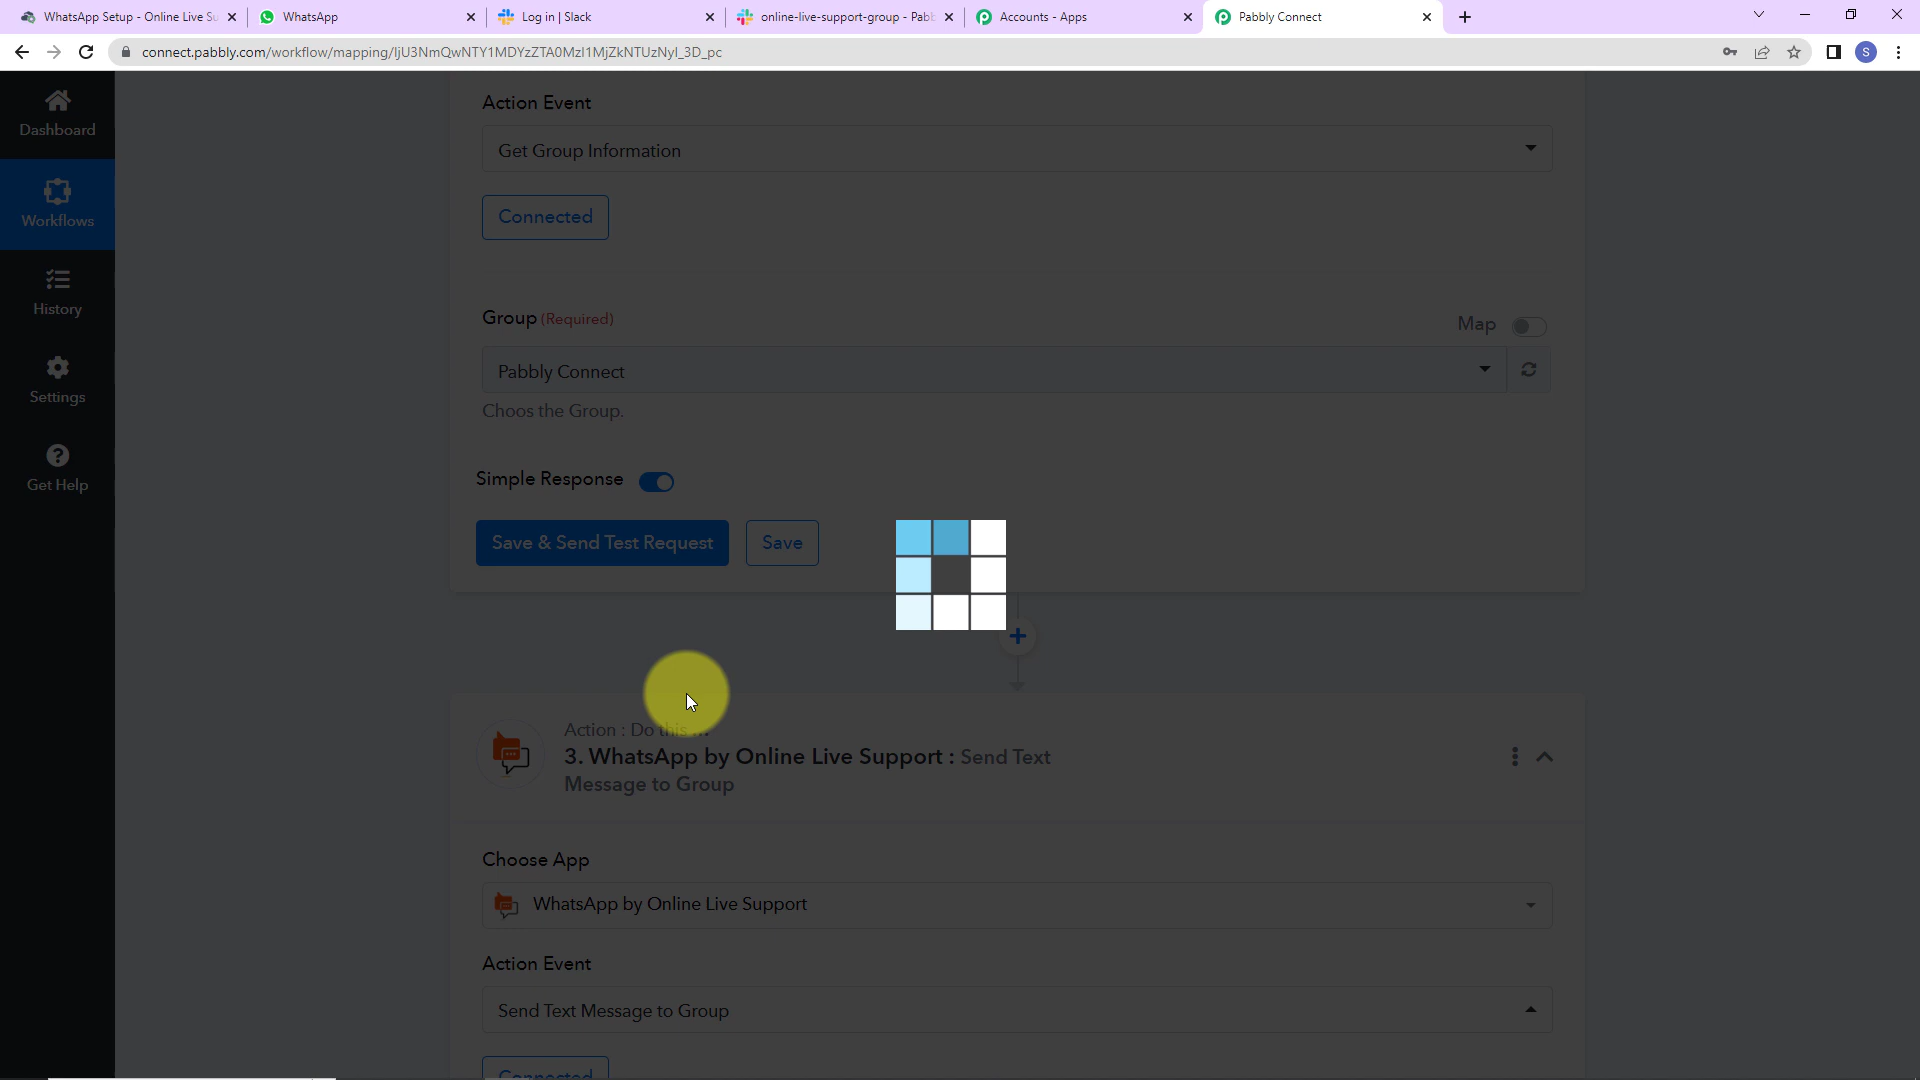 WhatsApp Setup - Online Live Su
WhatsApp
Log in | Slack
online-live-support-group - Pabb
Accounts - Apps
Pabbly Connect
connect.pabbly.com/workflow/mapping/IjU3NmQwNTY1MDYzZTA0MzI1MjZkNTUzNyI_3D_pc
S
Dashboard
Workflows
History
Settings
Get Help
Action Event
Get Group Information
Connected
Group (Required)
Map
Pabbly Connect
Choos the Group.
Simple Response
Save & Send Test Request
Save
Action : Do this ...
3. WhatsApp by Online Live Support : Send Text
Message to Group
Choose App
WhatsApp by Online Live Support
Action Event
Send Text Message to Group
Connected